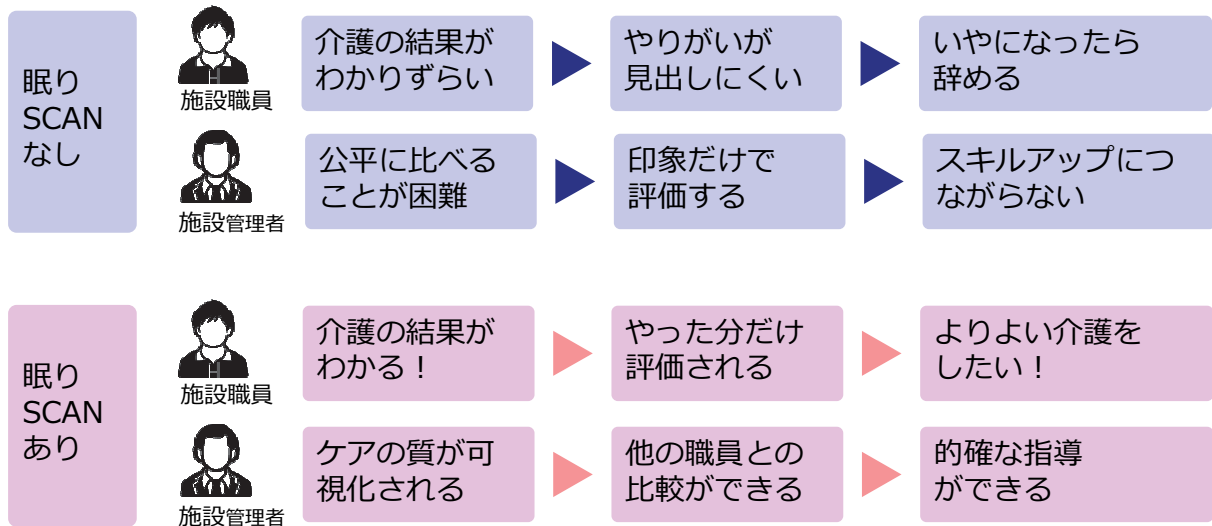 眠り
SCAN
なし
施設職員
介護の結果が
わかりずらい
やりがいが
見出しにくい
いやになったら
辞める
施設管理者
公平に比べる
ことが困難
印象だけで
評価する
スキルアップにつ
ながらない
眠り
SCAN
あり
施設職員
介護の結果が
わかる！
やった分だけ
評価される
よりよい介護を
したい！
施設管理者
ケアの質が可
視化される
他の職員との
比較ができる
的確な指導
ができる